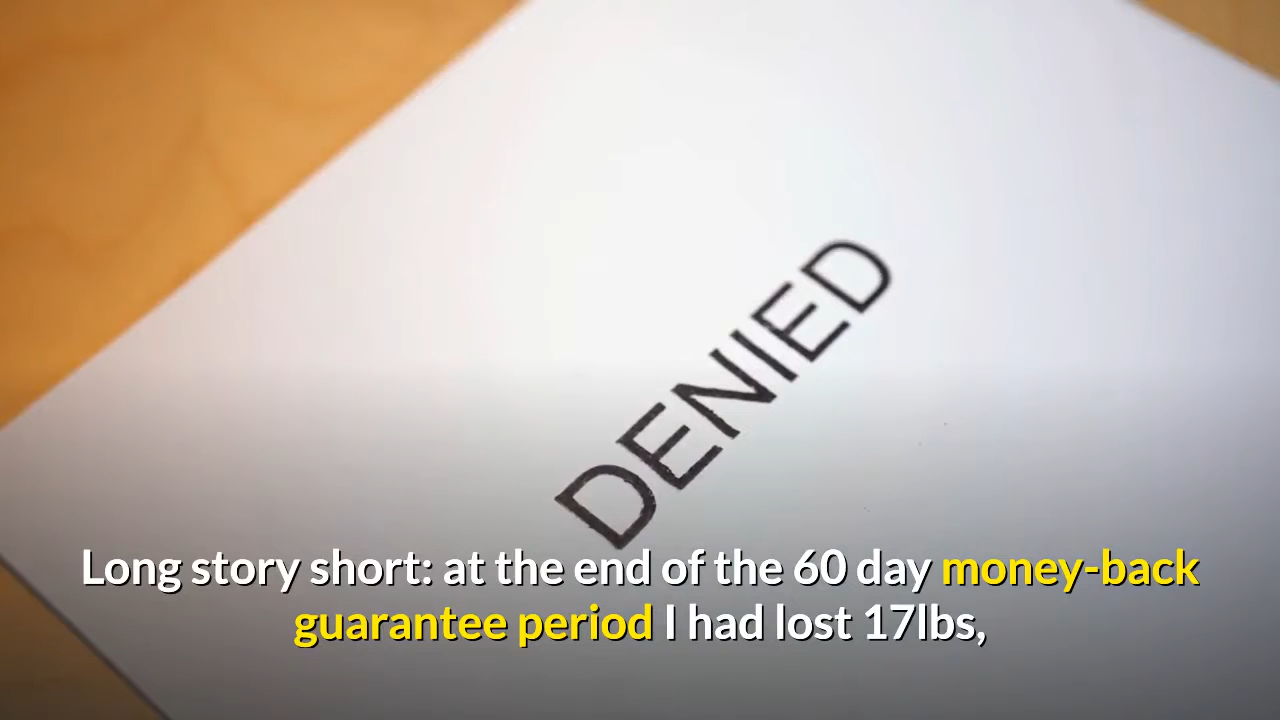 DENIED
Long story short: at the end of the 60 day money-back
guarantee period I had lost 17lbs,